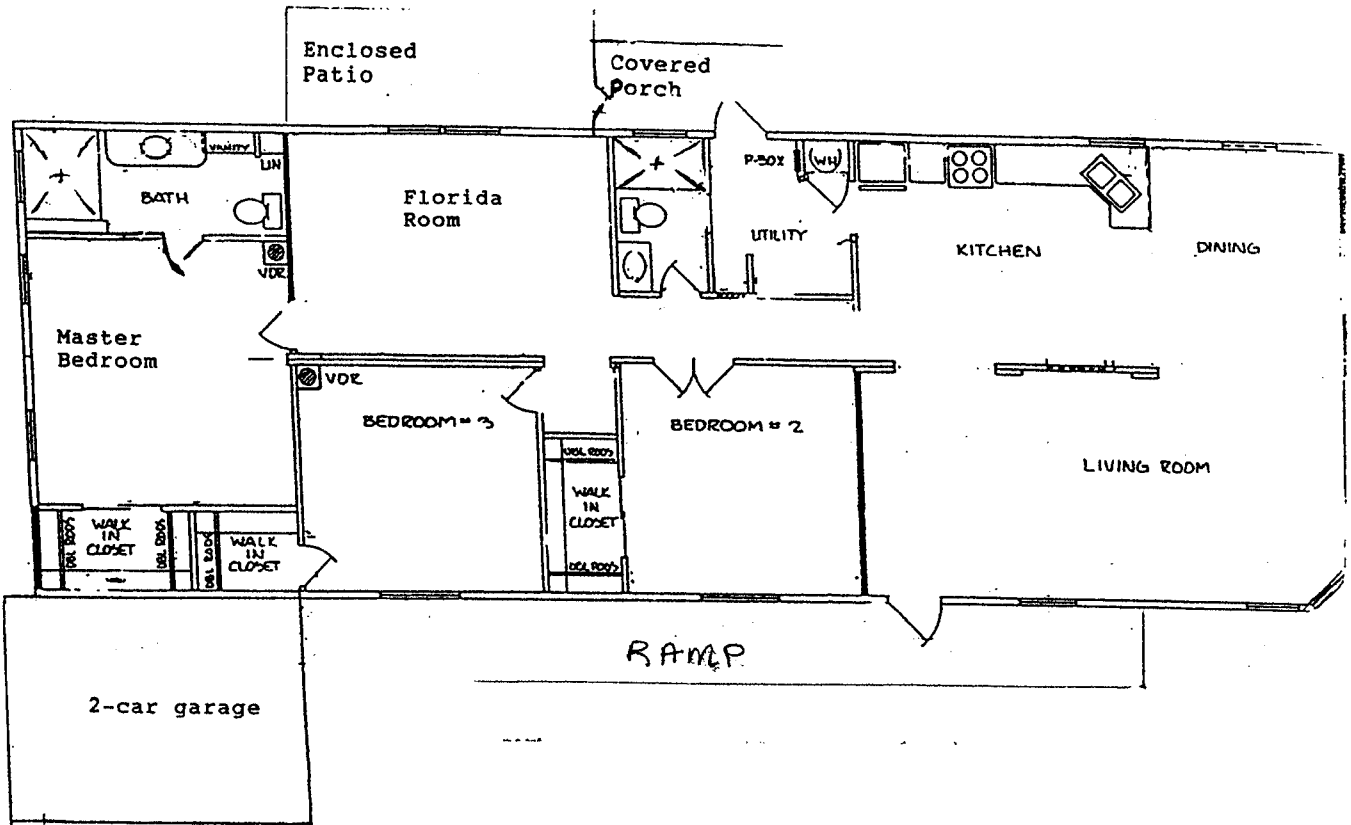 Enclosed
Patio
Covered
Porch
VANITY
LIN
BATH
Florida
Room
P-BOX
WH
UTILITY
KITCHEN
DINING
VDR
Master
Bedroom
VDR
BEDROOM # 3
BEDROOM # 2
LIVING ROOM
DBL RODS
WALK
IN
CLOSET
DBL RODS
DBL RODS
WALK
IN
CLOSET
DBL RODS
DBL RODS
WALK
IN
CLOSET
RAMP
2-car garage